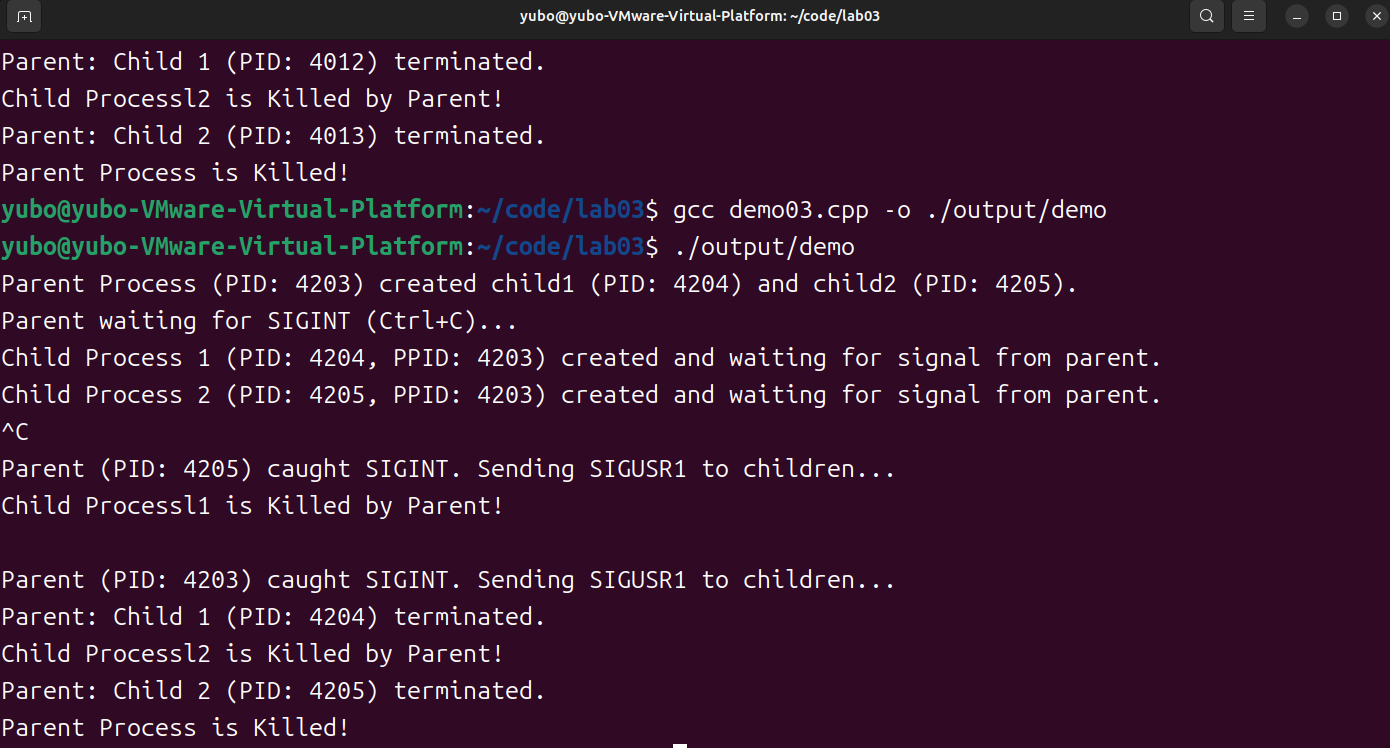 yubo@yubo-VMware-Virtual-Platform: ~/code/lab03
Parent: Child 1 (PID: 4012) terminated.
Child Processl2 is Killed by Parent!
Parent: Child 2 (PID: 4013) terminated.
Parent Process is Killed!
yubo@yubo-VMware-Virtual-Platform:~/code/lab03$ gcc demo03.cpp -o ./output/demo
yubo@yubo-VMware-Virtual-Platform:~/code/lab03$ ./output/demo
Parent Process (PID: 4203) created child1 (PID: 4204) and child2 (PID: 4205).
Parent waiting for SIGINT (Ctrl+C)...
Child Process 1 (PID: 4204, PPID: 4203) created and waiting for signal from parent.
Child Process 2 (PID: 4205, PPID: 4203) created and waiting for signal from parent.
^C
Parent (PID: 4205) caught SIGINT. Sending SIGUSR1 to children...
Child Processl1 is Killed by Parent!
Parent (PID: 4203) caught SIGINT. Sending SIGUSR1 to children...
Parent: Child 1 (PID: 4204) terminated.
Child Processl2 is Killed by Parent!
Parent: Child 2 (PID: 4205) terminated.
Parent Process is Killed!